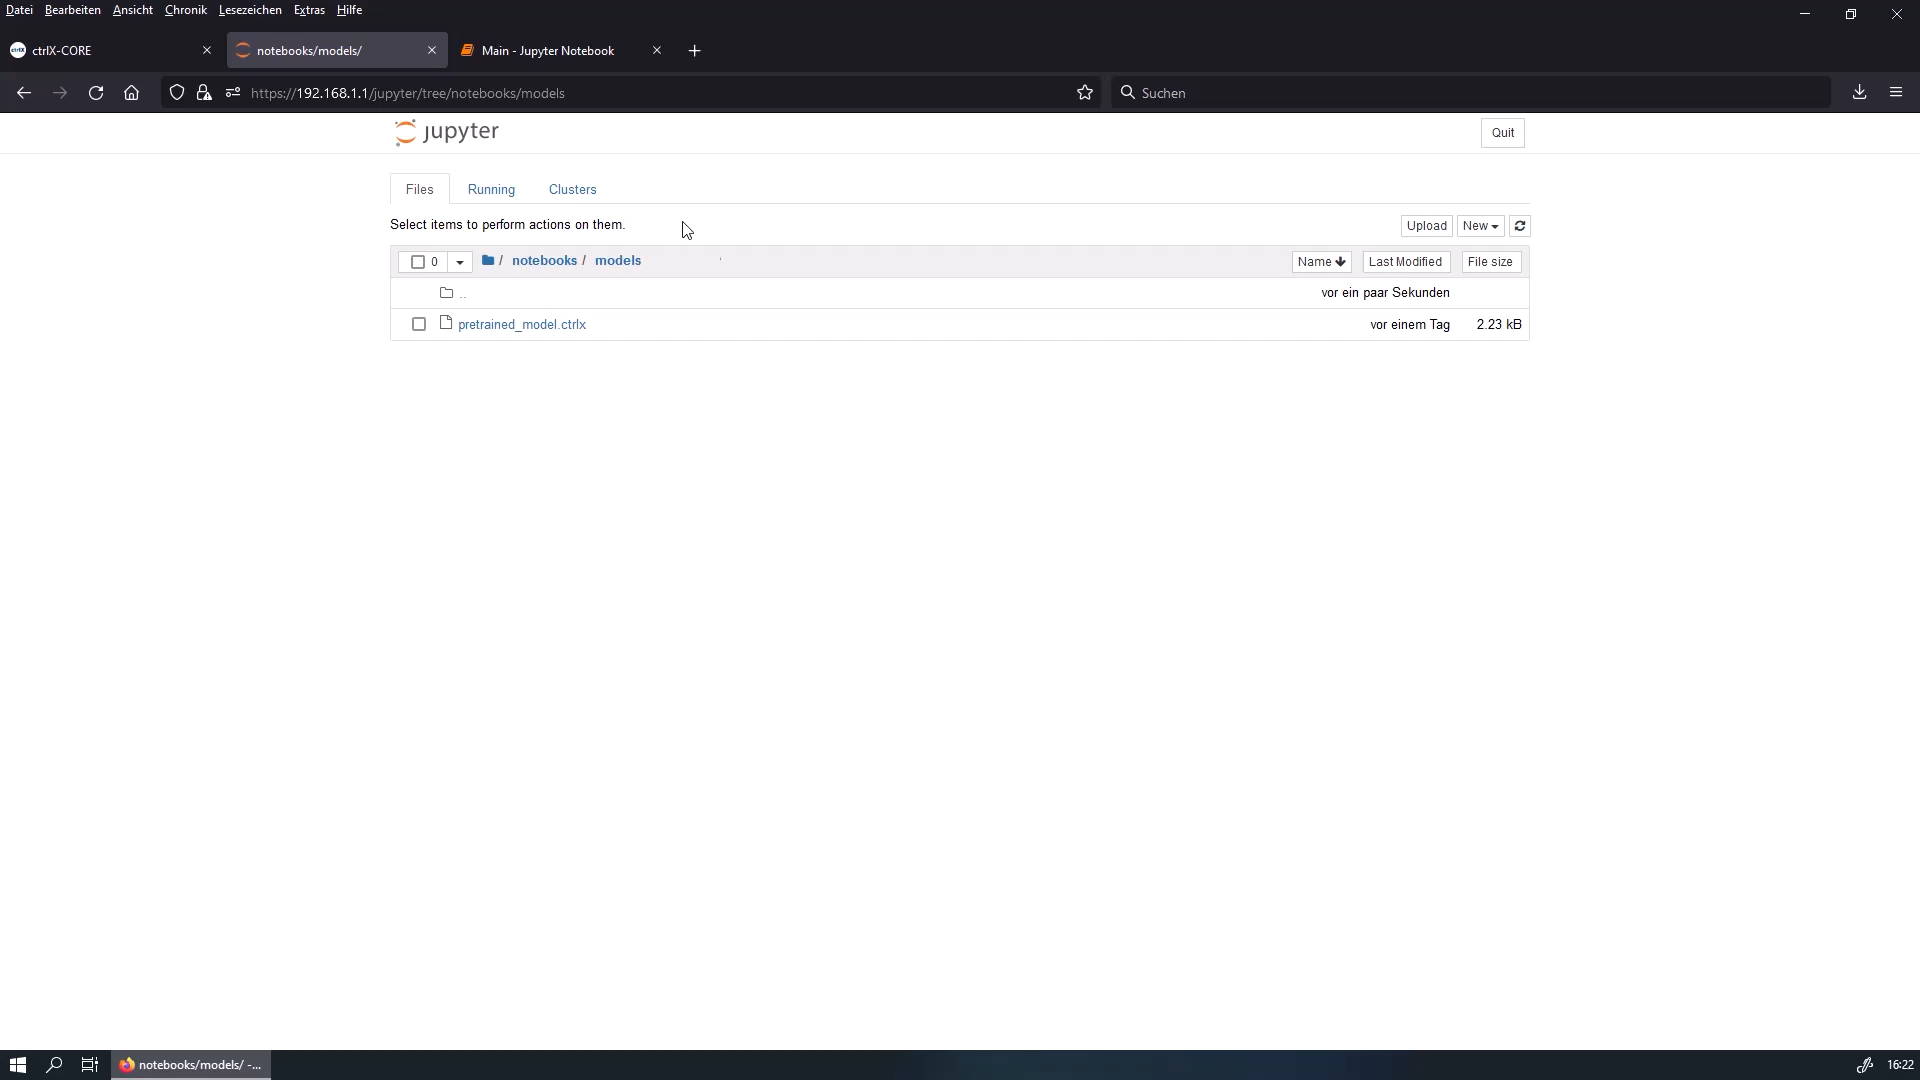 Datei Bearbeiten Ansicht Chronik Lesezeichen Extras Hilfe
ctrlX-CORE notebooks/models/ Main - Jupyter Notebook
https://192.168.1.1/jupyter/tree/notebooks/models Suchen
jupyter Quit
Files Running Clusters
Select items to perform actions on them. Upload New
0 / notebooks / models Name Last Modified File size
.. vor ein paar Sekunden
pretrained_model.ctrlx vor einem Tag 2.23 kB
notebooks/models/ -... 16:22